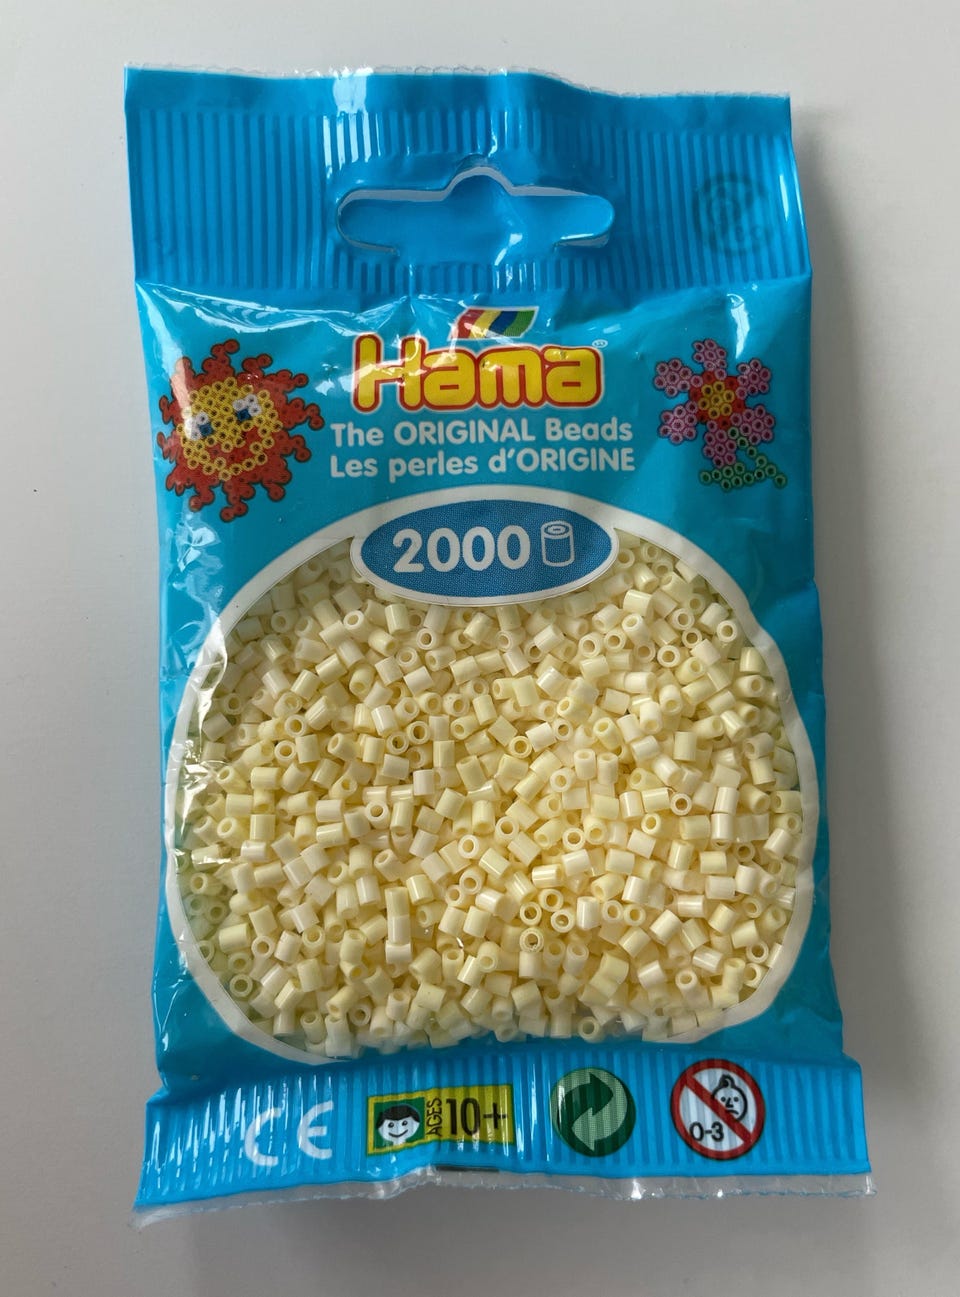 Hama®
The ORIGINAL Beads
Les perles d'ORIGINE
2000
CE
AGES 10+
0-3